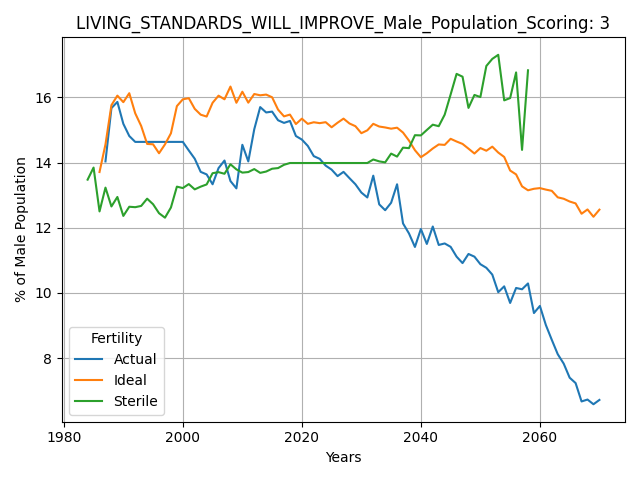 LIVING_STANDARDS_WILL_IMPROVE_Male_Population_Scoring: 3
% of Male Population
16
14
12
10
8
Fertility
Actual
Ideal
Sterile
1980
2000
2020
2040
2060
Years